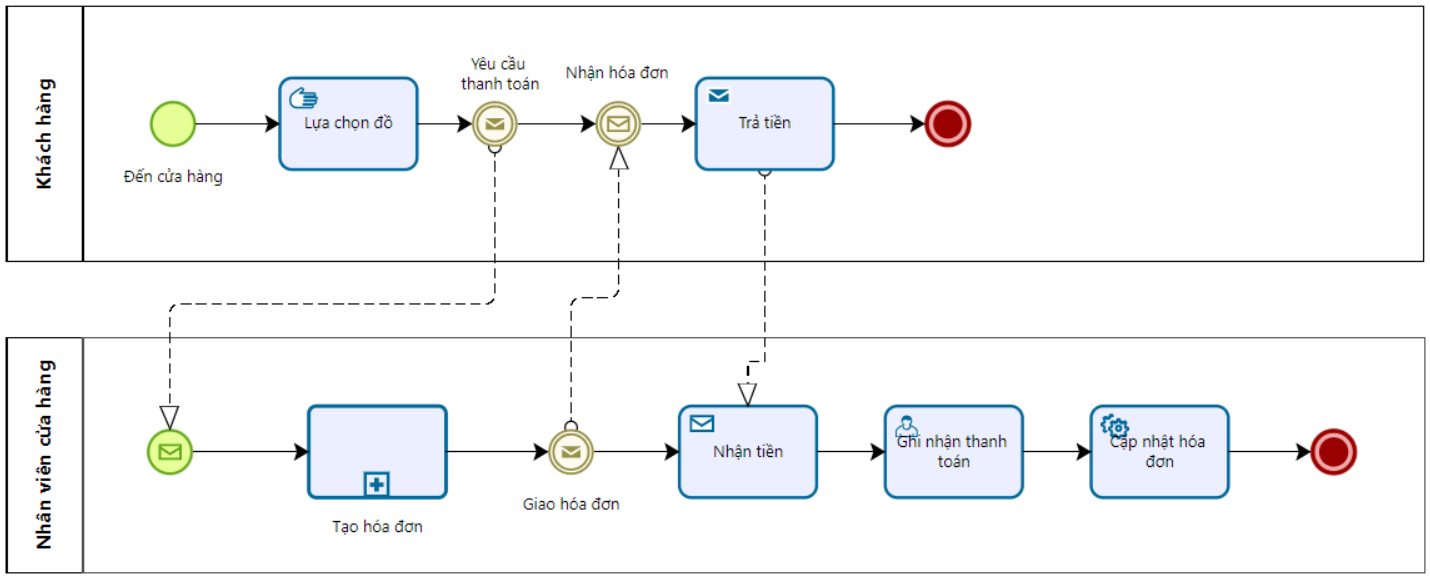 Khách hàng
Đến cửa hàng
Lựa chọn đồ
Yêu cầu
thanh toán
Nhận hóa đơn
Trả tiền
Nhân viên cửa hàng
Tạo hóa đơn
Giao hóa đơn
Nhận tiền
Ghi nhận thanh
toán
Cập nhật hóa
đơn